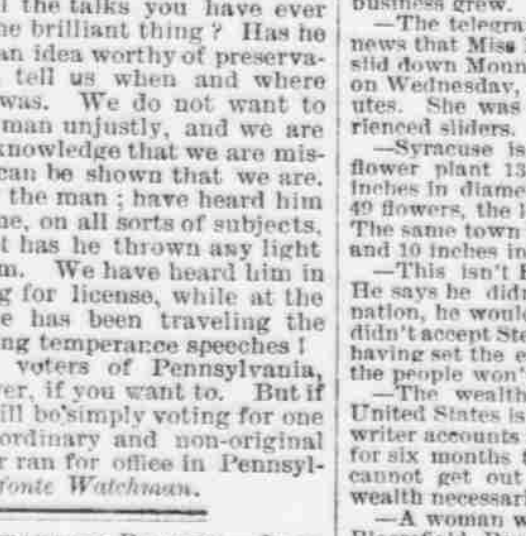 the talks you have ever
e brilliant thing ? Has he
an idea worthy of preserva-
tell us when and where
was. We do not want to
man unjustly, and we are
knowledge that we are mis-
can be shown that we are.
the man ; have heard him
ne, on all sorts of subjects.
t has he thrown any light
m. We have heard him in
g for license, while at the
e has been traveling the
ng temperance speeches !
voters of Pennsylvania,
ver, if you want to. But if
ill bo'simply voting for one
ordinary and non-original
r ran for office in Pennsyl-
fonte Watchman.
business grew.
—The telegra
news that Miss
slid down Moun
on Wednesday,
utes. She was
rienced sliders.
—Syracuse is
flower plant 13
inches in diame
49 flowers, the l
The same town
and 10 inches in
—This isn't
He says he didn
nation, he would
didn't accept Ste
having set the e
the people won'
—The wealth
United States is
writer accounts
for six months
cannot get out
wealth necessari
—A woman w